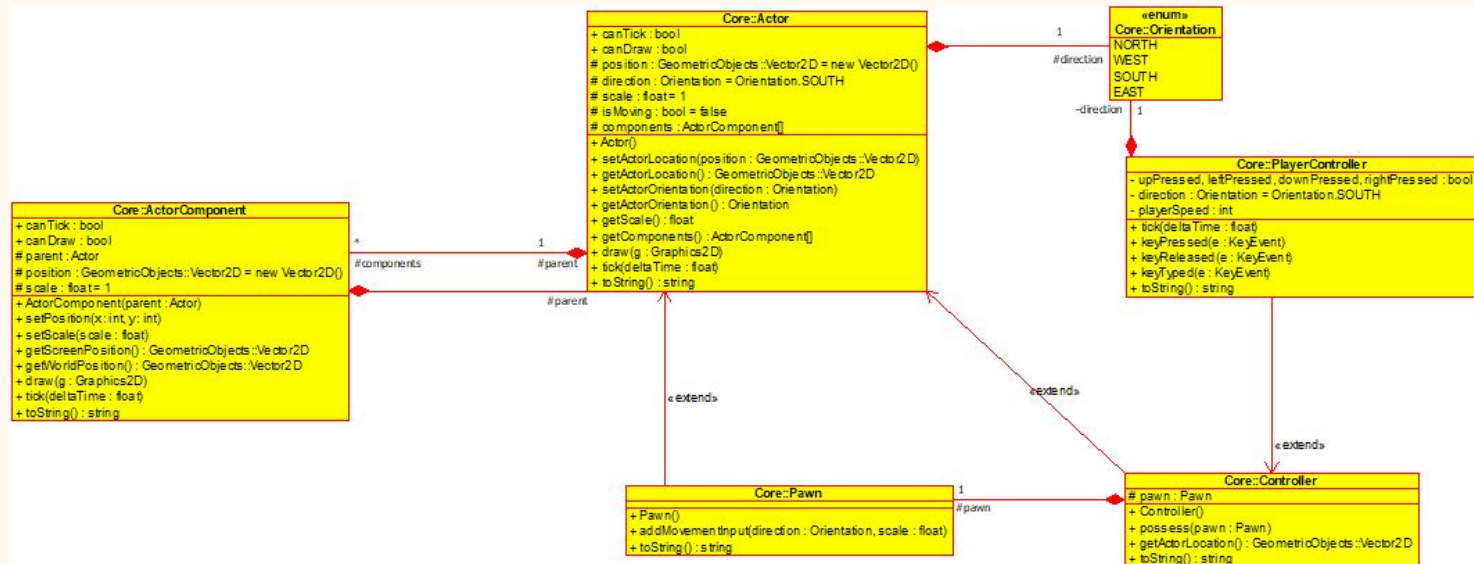 Core::Actor
+ canTick : bool
+ canDraw : bool
# position : GeometricObjects::Vector2D = new Vector2D()
# direction : Orientation = Orientation.SOUTH
# scale : float = 1
# isMoving : bool = false
# components : ActorComponent[]
+ Actor()
+ setActorLocation(position : GeometricObjects::Vector2D)
+ getActorLocation() : GeometricObjects::Vector2D
+ setActorOrientation(direction : Orientation)
+ getActorOrientation() : Orientation
+ getScale() : float
+ getComponents() : ActorComponent[]
+ draw(g : Graphics2D)
+ tick(deltaTime : float)
+ toString() : string
1
#direction
«enum»
Core::Orientation
NORTH
WEST
SOUTH
EAST
-direction
1
Core::PlayerController
- upPressed, leftPressed, downPressed, rightPressed : bool
- direction : Orientation = Orientation.SOUTH
- playerSpeed : int
+ tick(deltaTime : float)
+ keyPressed(e : KeyEvent)
+ keyReleased(e : KeyEvent)
+ keyTyped(e : KeyEvent)
+ toString() : string
Core::ActorComponent
+ canTick : bool
+ canDraw : bool
# parent : Actor
# position : GeometricObjects::Vector2D = new Vector2D()
# scale : float = 1
+ ActorComponent(parent : Actor)
+ setPosition(x : int, y : int)
+ setScale(scale : float)
+ getScreenPosition() : GeometricObjects::Vector2D
+ getWorldPosition() : GeometricObjects::Vector2D
+ draw(g : Graphics2D)
+ tick(deltaTime : float)
+ toString() : string
*
#components
1
#parent
#parent
«extend»
«extend»
«extend»
Core::Pawn
+ Pawn()
+ addMovementInput(direction : Orientation, scale : float)
+ toString() : string
1
#pawn
Core::Controller
# pawn : Pawn
+ Controller()
+ possess(pawn : Pawn)
+ getActorLocation() : GeometricObjects::Vector2D
+ toString() : string